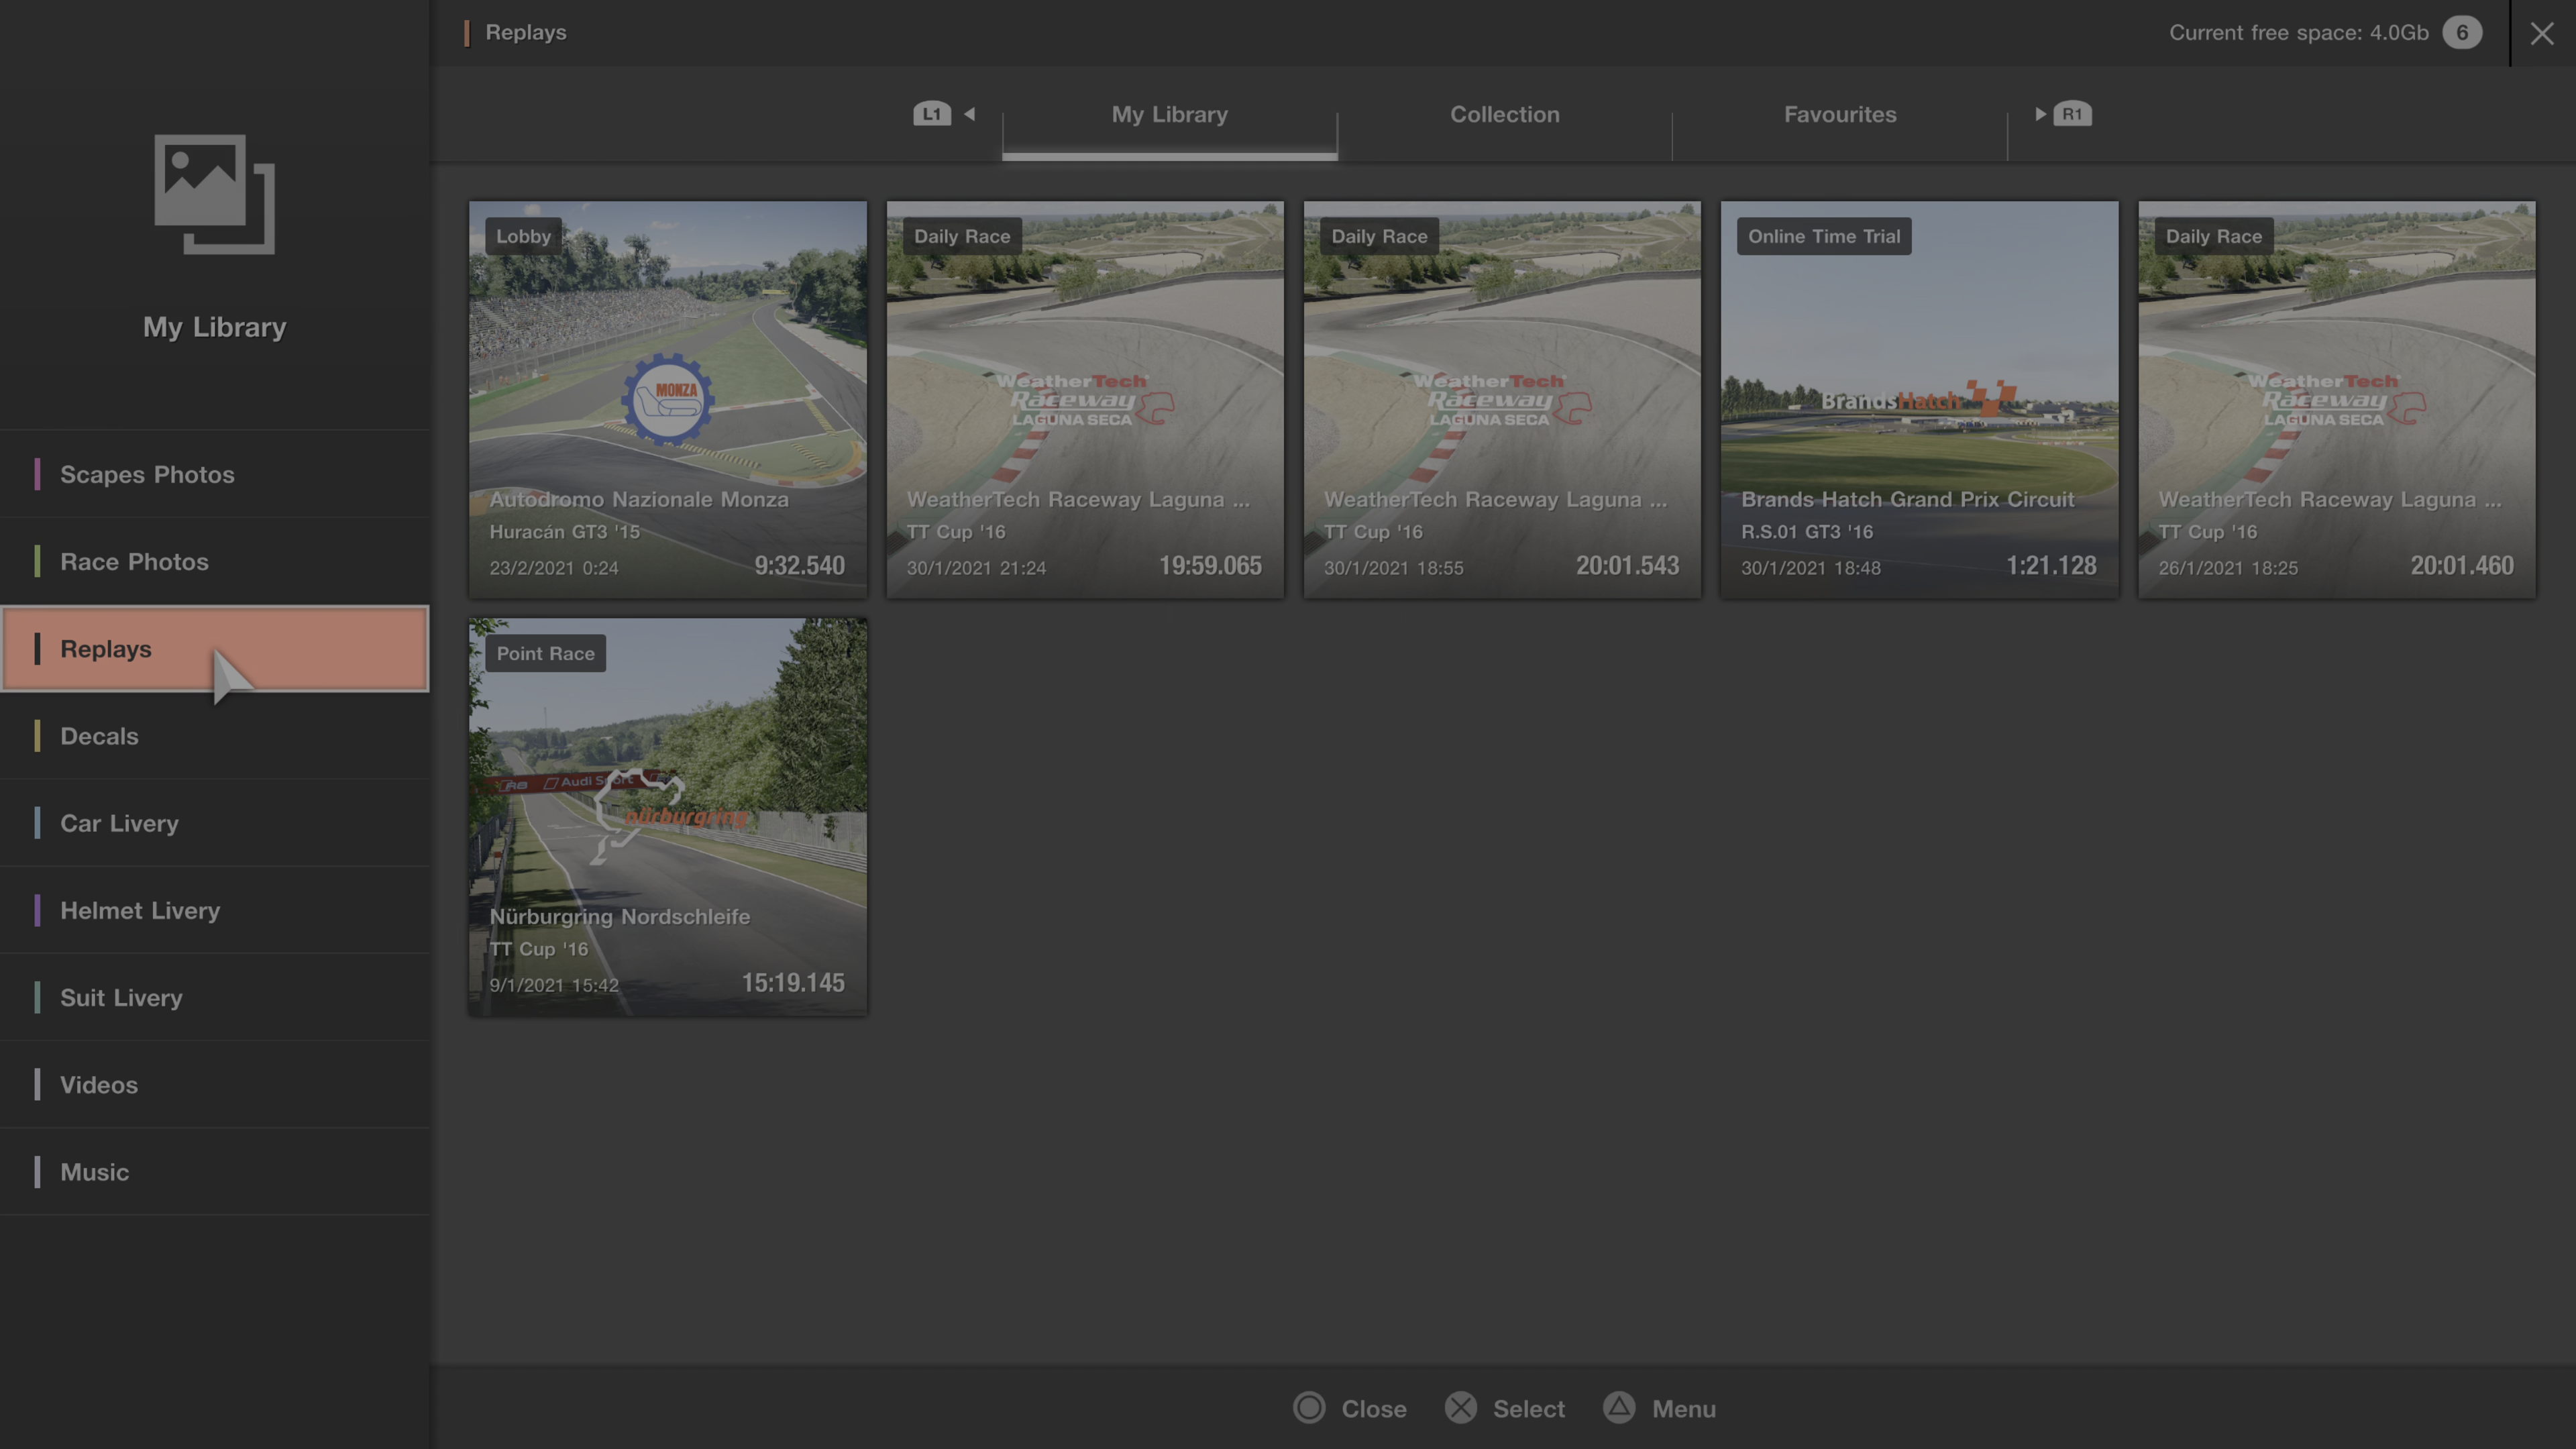 Replays
Current free space: 4.0Gb 6
L1 My Library Collection Favourites R1
My Library
Scapes Photos
Race Photos
Replays
Decals
Car Livery
Helmet Livery
Suit Livery
Videos
Music
Lobby
MONZA
Autodromo Nazionale Monza
Huracán GT3 '15
23/2/2021 0:24 9:32.540
Daily Race
WeatherTech
Raceway
LAGUNA SECA
WeatherTech Raceway Laguna ...
TT Cup '16
30/1/2021 21:24 19:59.065
Daily Race
WeatherTech
Raceway
LAGUNA SECA
WeatherTech Raceway Laguna ...
TT Cup '16
30/1/2021 18:55 20:01.543
Online Time Trial
BrandsHatch
Brands Hatch Grand Prix Circuit
R.S.01 GT3 '16
30/1/2021 18:48 1:21.128
Daily Race
WeatherTech
Raceway
LAGUNA SECA
WeatherTech Raceway Laguna ...
TT Cup '16
26/1/2021 18:25 20:01.460
Point Race
Audi Sport
nürburgring
Nürburgring Nordschleife
TT Cup '16
9/1/2021 15:42 15:19.145
Close Select Menu